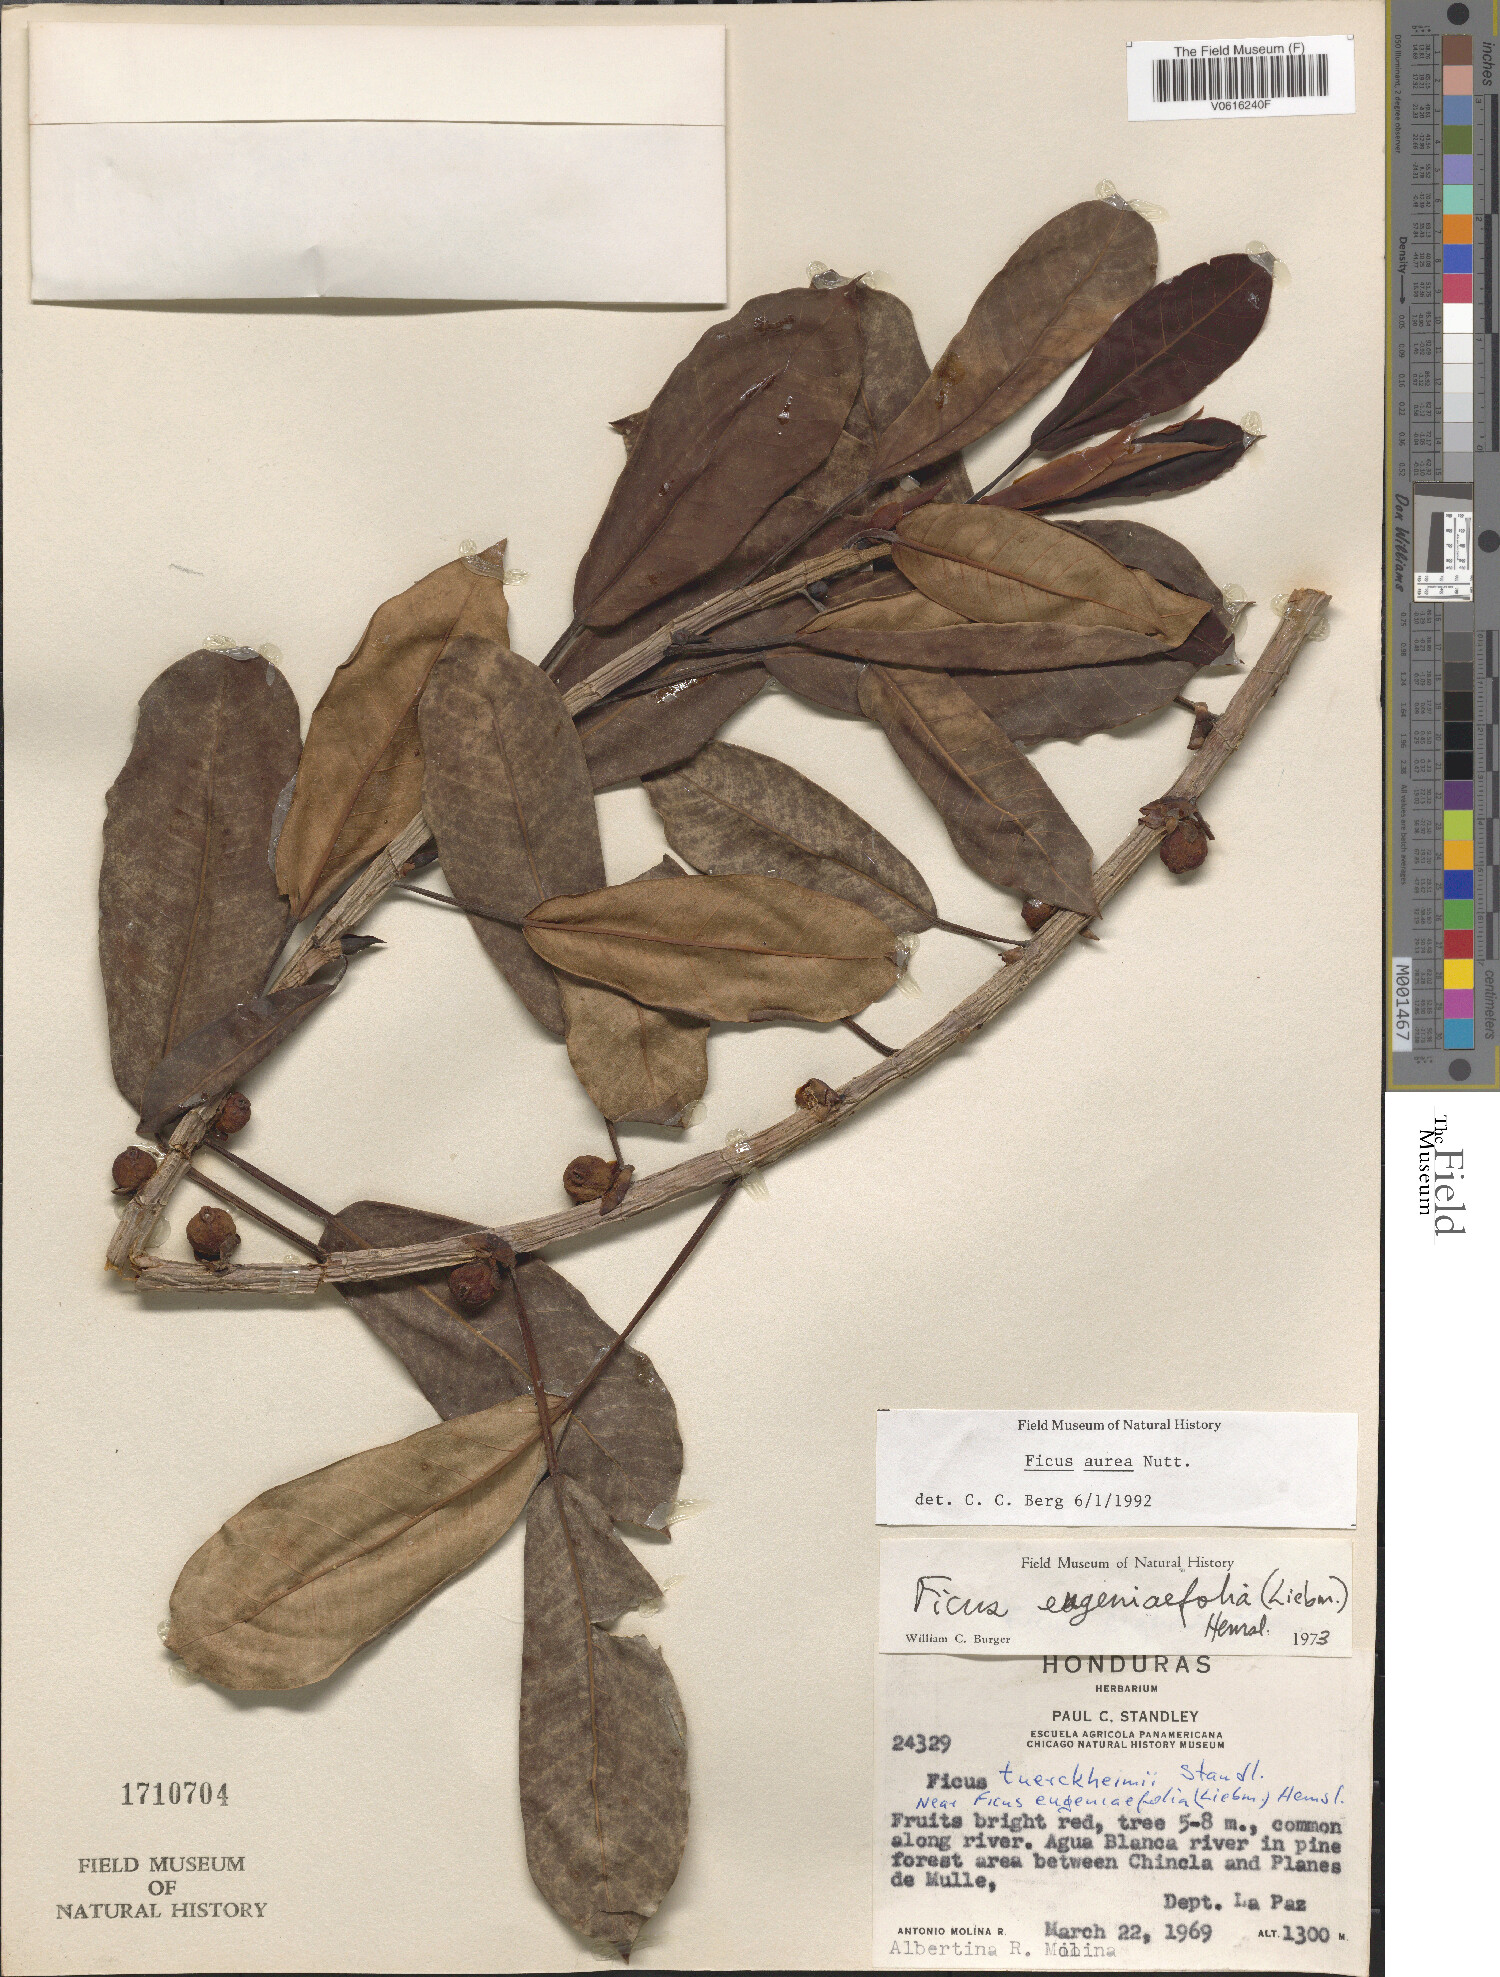 The Field Museum (F)
V0616240F
inches
Density
Don Williams
centimeters
M001467
The Field Museum
Field Museum of Natural History
Ficus aurea Nutt.
det. C. C. Berg 6/1/1992
Field Museum of Natural History
Ficus eugeniaefolia (Liebm.)
Hemsl.
William C. Burger 1973
HONDURAS
HERBARIUM
PAUL C. STANDLEY
ESCUELA AGRICOLA PANAMERICANA
CHICAGO NATURAL HISTORY MUSEUM
24329
Ficus tuerckheimii Standl.
Near Ficus eugeniaefolia (Liebm.) Hemsl.
Fruits bright red, tree 5-8 m., common
along river. Agua Blanca river in pine
forest area between Chincla and Planes
de Mulle,
Dept. La Paz
ANTONIO MOLINA R. March 22, 1969 ALT. 1300 M.
Albertina R. Molina
1710704
FIELD MUSEUM
OF
NATURAL HISTORY